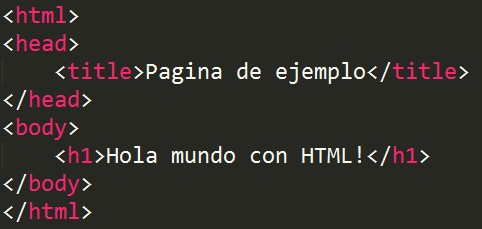 <html>
<head>
    <title>Pagina de ejemplo</title>
</head>
<body>
    <h1>Hola mundo con HTML!</h1>
</body>
</html>